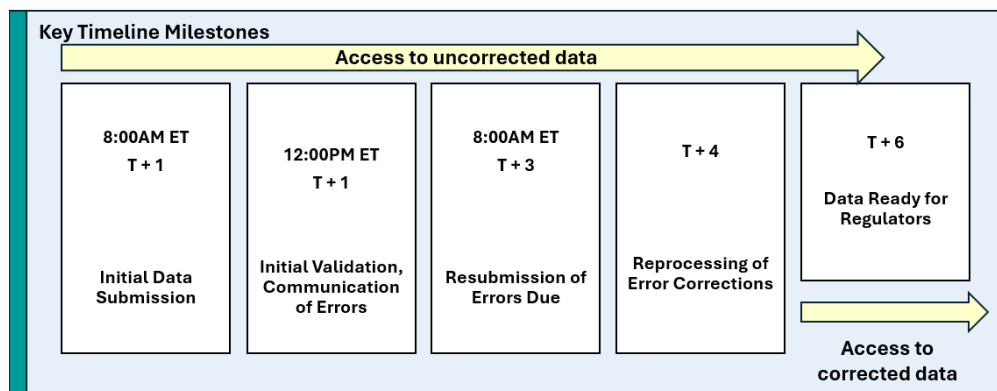 Key Timeline Milestones
Access to uncorrected data
8:00AM ET
T + 1
Initial Data
Submission
12:00PM ET
T + 1
Initial Validation,
Communication
of Errors
8:00AM ET
T + 3
Resubmission of
Errors Due
T + 4
Reprocessing of
Error Corrections
T + 6
Data Ready for
Regulators
Access to
corrected data